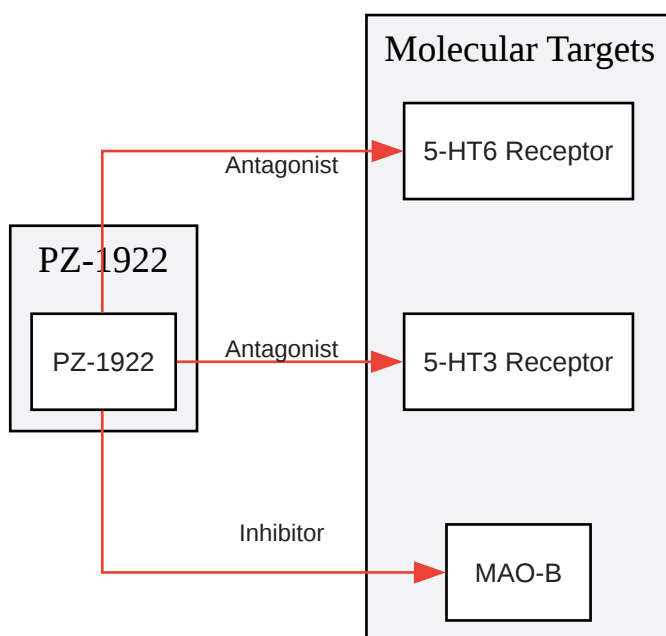 Molecular Targets
5-HT6 Receptor
Antagonist
PZ-1922
PZ-1922
Antagonist
5-HT3 Receptor
Inhibitor
MAO-B